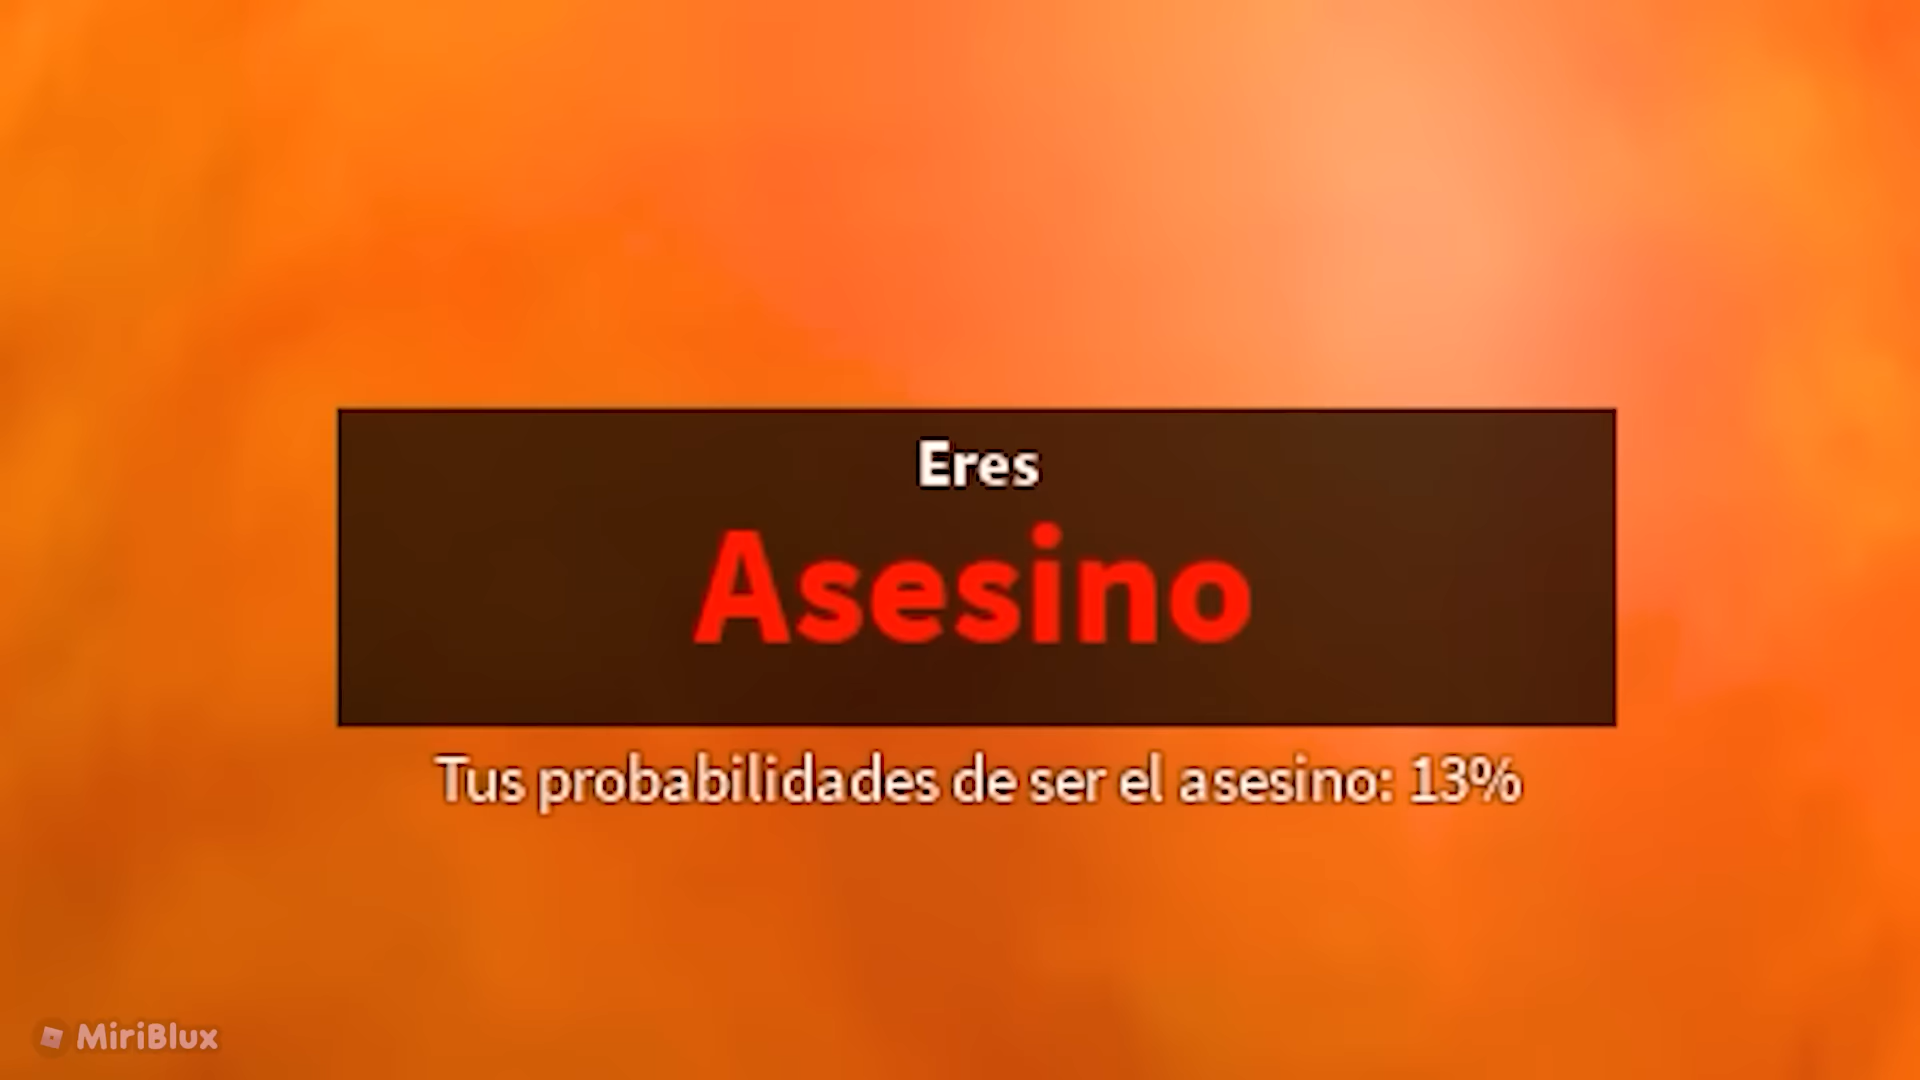 Eres
Asesino
Tus probabilidades de ser el asesino: 13%
MiriBlux